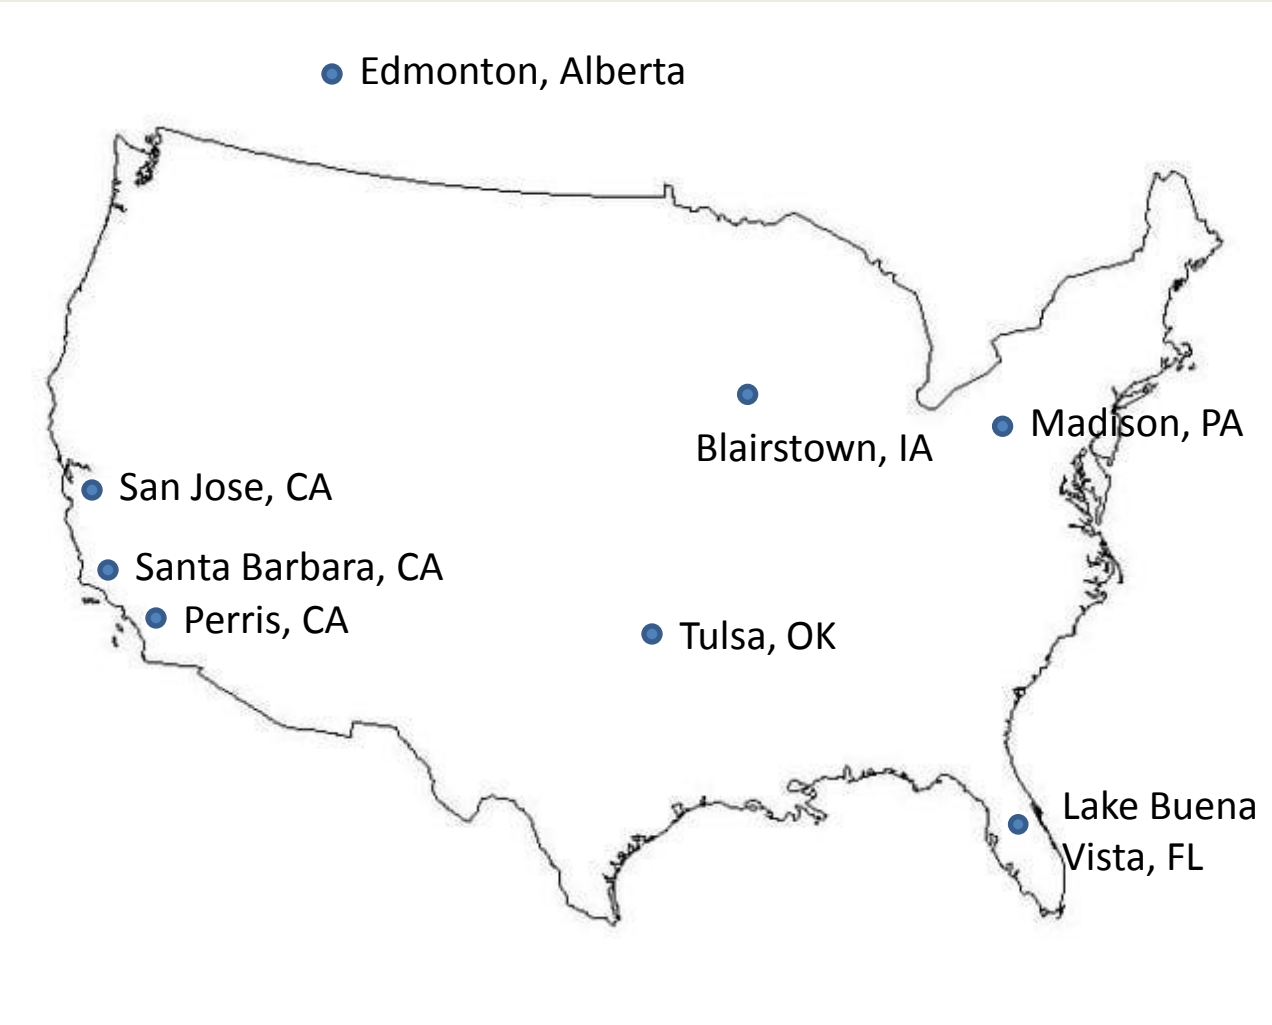 Edmonton, Alberta
Madison, PA
Blairstown, IA
San Jose, CA
Santa Barbara, CA
Perris, CA
Tulsa, OK
Lake Buena
Vista, FL